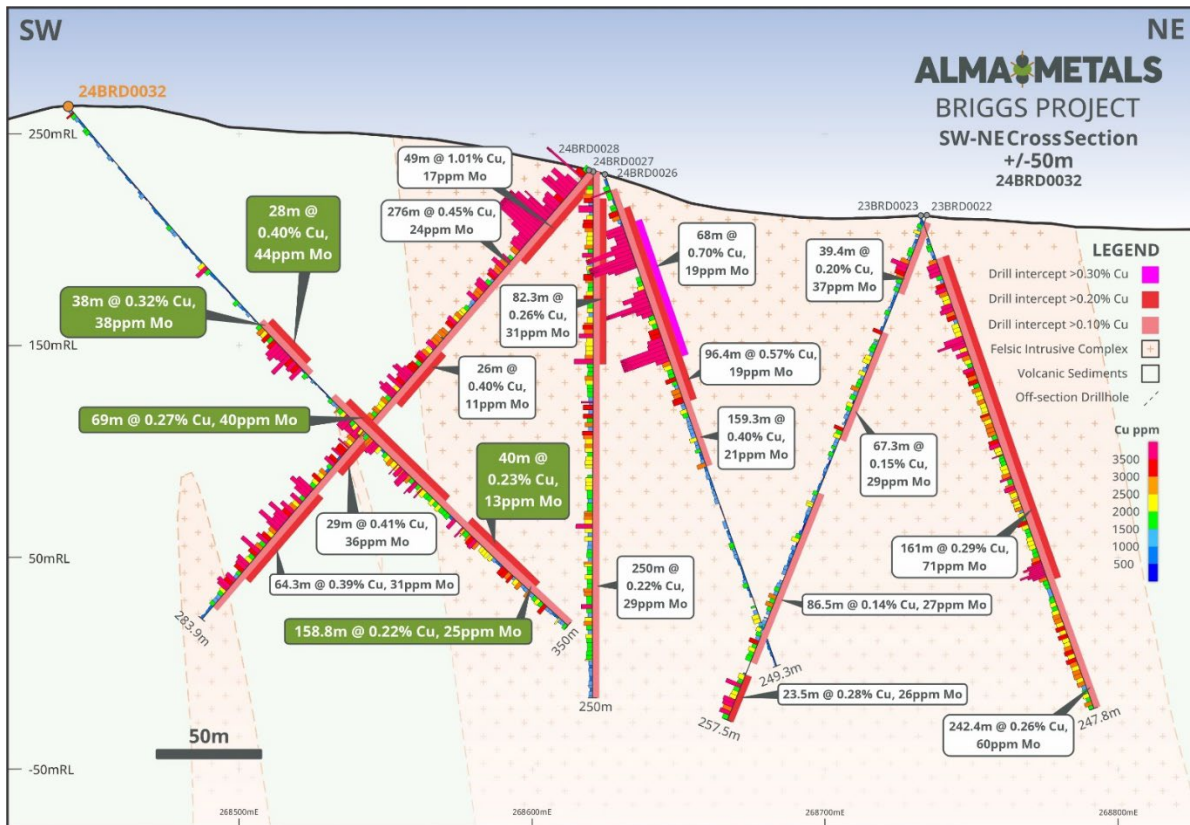 SW
NE
ALMA METALS
BRIGGS PROJECT
SW-NE Cross Section
+/-50m
24BRD0032
24BRD0032
250mRL
150mRL
50mRL
-50mRL
24BRD0028
24BRD0027
24BRD0026
23BRD0023
23BRD0022
49m @ 1.01% Cu,
17ppm Mo
276m @ 0.45% Cu,
24ppm Mo
28m @
0.40% Cu,
44ppm Mo
38m @ 0.32% Cu,
38ppm Mo
69m @ 0.27% Cu, 40ppm Mo
82.3m @
0.26% Cu,
31ppm Mo
26m @
0.40% Cu,
11ppm Mo
40m @
0.23% Cu,
13ppm Mo
29m @ 0.41% Cu,
36ppm Mo
64.3m @ 0.39% Cu, 31ppm Mo
158.8m @ 0.22% Cu, 25ppm Mo
283.9m
350m
250m @
0.22% Cu,
29ppm Mo
250m
68m @
0.70% Cu,
19ppm Mo
96.4m @ 0.57% Cu,
19ppm Mo
159.3m @
0.40% Cu,
21ppm Mo
249.3m
39.4m @
0.20% Cu,
37ppm Mo
67.3m @
0.15% Cu,
29ppm Mo
86.5m @ 0.14% Cu, 27ppm Mo
23.5m @ 0.28% Cu, 26ppm Mo
257.5m
161m @ 0.29% Cu,
71ppm Mo
242.4m @ 0.26% Cu,
60ppm Mo
247.8m
LEGEND
Drill intercept >0.30% Cu
Drill intercept >0.20% Cu
Drill intercept >0.10% Cu
Felsic Intrusive Complex
Volcanic Sediments
Off-section Drillhole
Cu ppm
3500
3000
2500
2000
1500
1000
500
50m
268500mE
268600mE
268700mE
268800mE